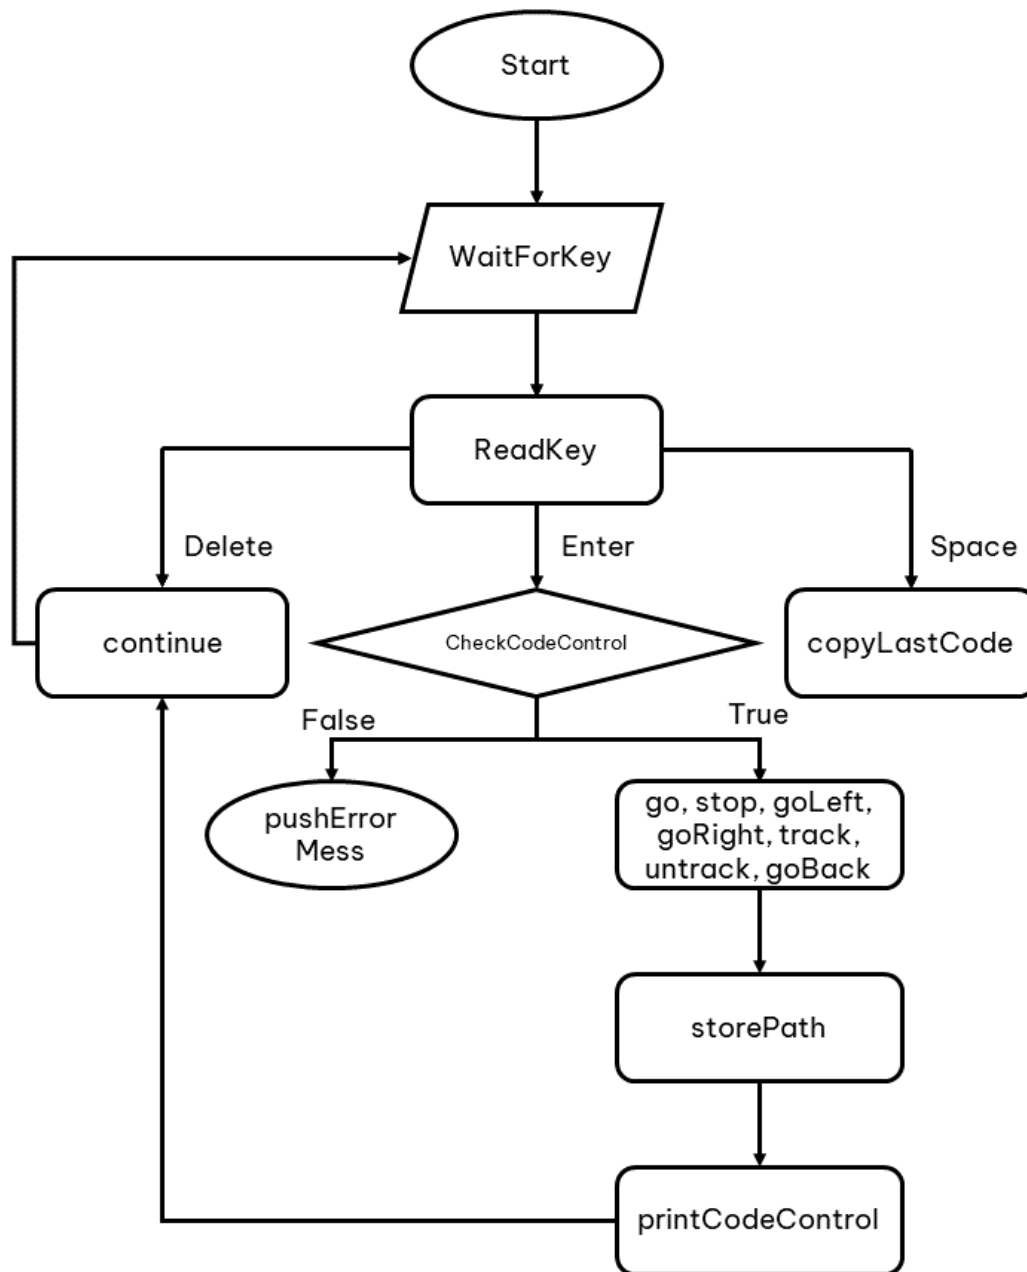 Start
WaitForKey
ReadKey
Delete
Enter
Space
continue
CheckCodeControl
copyLastCode
False
True
pushError
Mess
go, stop, goLeft,
goRight, track,
untrack, goBack
storePath
printCodeControl